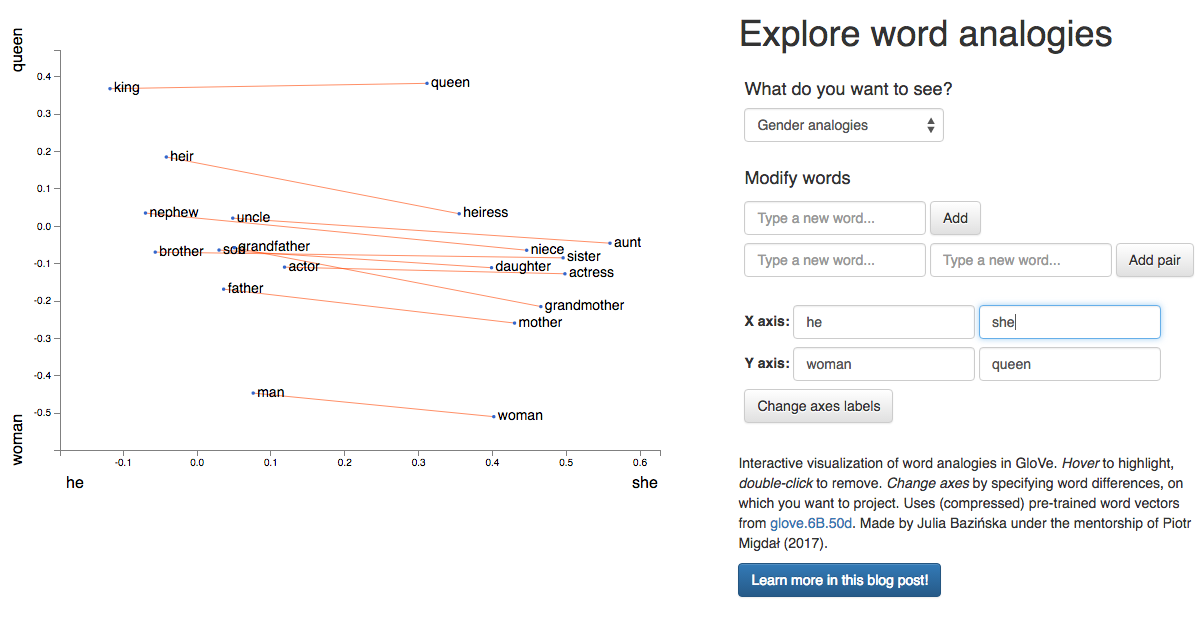 queen
0.4
0.3
0.2
0.1
0.0
-0.1
-0.2
-0.3
-0.4
-0.5
woman
king
queen
heir
heiress
nephew
uncle
aunt
brother
son
grandfather
niece
sister
actor
daughter
actress
father
grandmother
mother
man
woman
-0.1 0.0 0.1 0.2 0.3 0.4 0.5 0.6
he she
Explore word analogies
What do you want to see?
Gender analogies
Modify words
Type a new word... Add
Type a new word... Type a new word... Add pair
X axis: he she
Y axis: woman queen
Change axes labels
Interactive visualization of word analogies in GloVe. Hover to highlight,
double-click to remove. Change axes by specifying word differences, on
which you want to project. Uses (compressed) pre-trained word vectors
from glove.6B.50d. Made by Julia Bazińska under the mentorship of Piotr
Migdał (2017).
Learn more in this blog post!